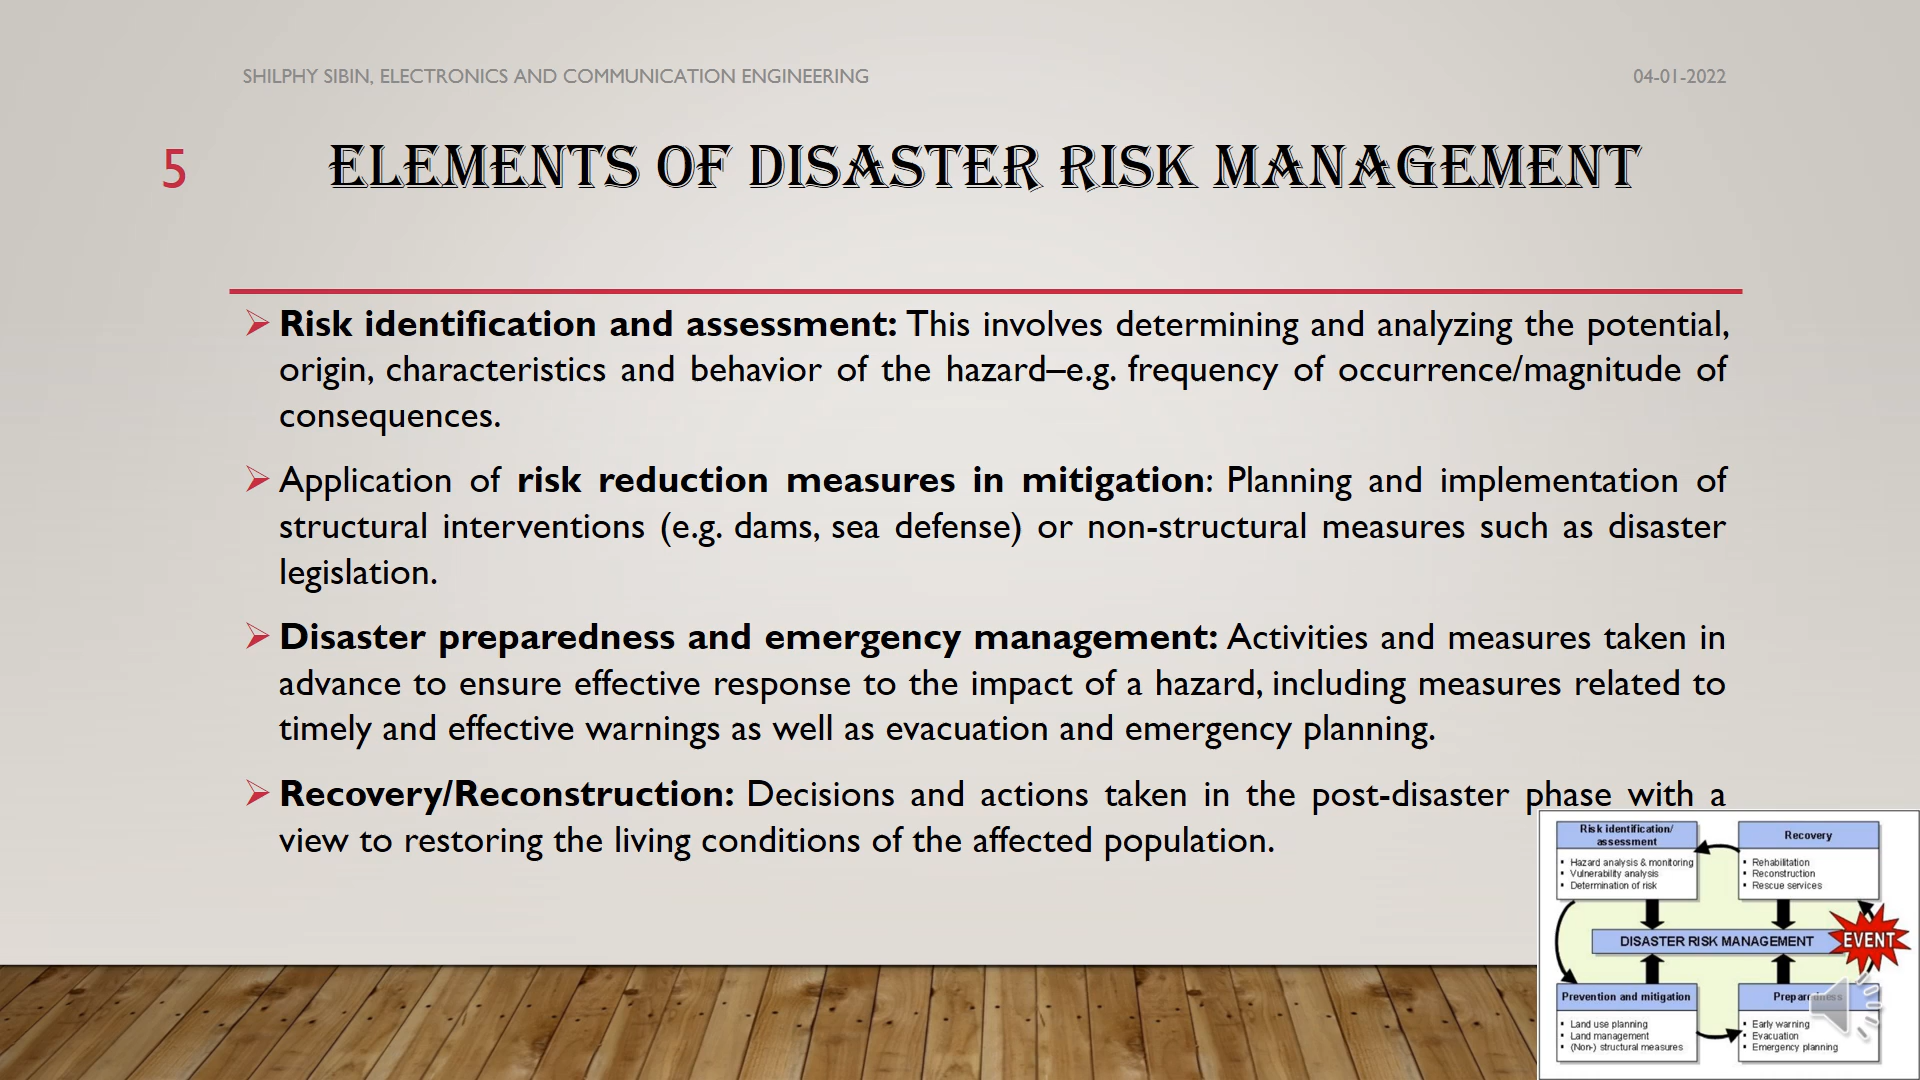 SHILPHY SIBIN, ELECTRONICS AND COMMUNICATION ENGINEERING
04-01-2022
5
ELEMENTS OF DISASTER RISK MANAGEMENT
Risk identification and assessment: This involves determining and analyzing the potential,
origin, characteristics and behavior of the hazard–e.g. frequency of occurrence/magnitude of
consequences.
Application of risk reduction measures in mitigation: Planning and implementation of
structural interventions (e.g. dams, sea defense) or non-structural measures such as disaster
legislation.
Disaster preparedness and emergency management: Activities and measures taken in
advance to ensure effective response to the impact of a hazard, including measures related to
timely and effective warnings as well as evacuation and emergency planning.
Recovery/Reconstruction: Decisions and actions taken in the post-disaster phase with a
view to restoring the living conditions of the affected population.
Risk identification/
assessment
▪ Hazard analysis & monitoring
▪ Vulnerability analysis
▪ Determination of risk
Recovery
▪ Rehabilitation
▪ Reconstruction
▪ Rescue services
DISASTER RISK MANAGEMENT
EVENT
Prevention and mitigation
▪ Land use planning
▪ Land management
▪ (Non-) structural measures
Preparedness
▪ Early warning
▪ Evacuation
▪ Emergency planning